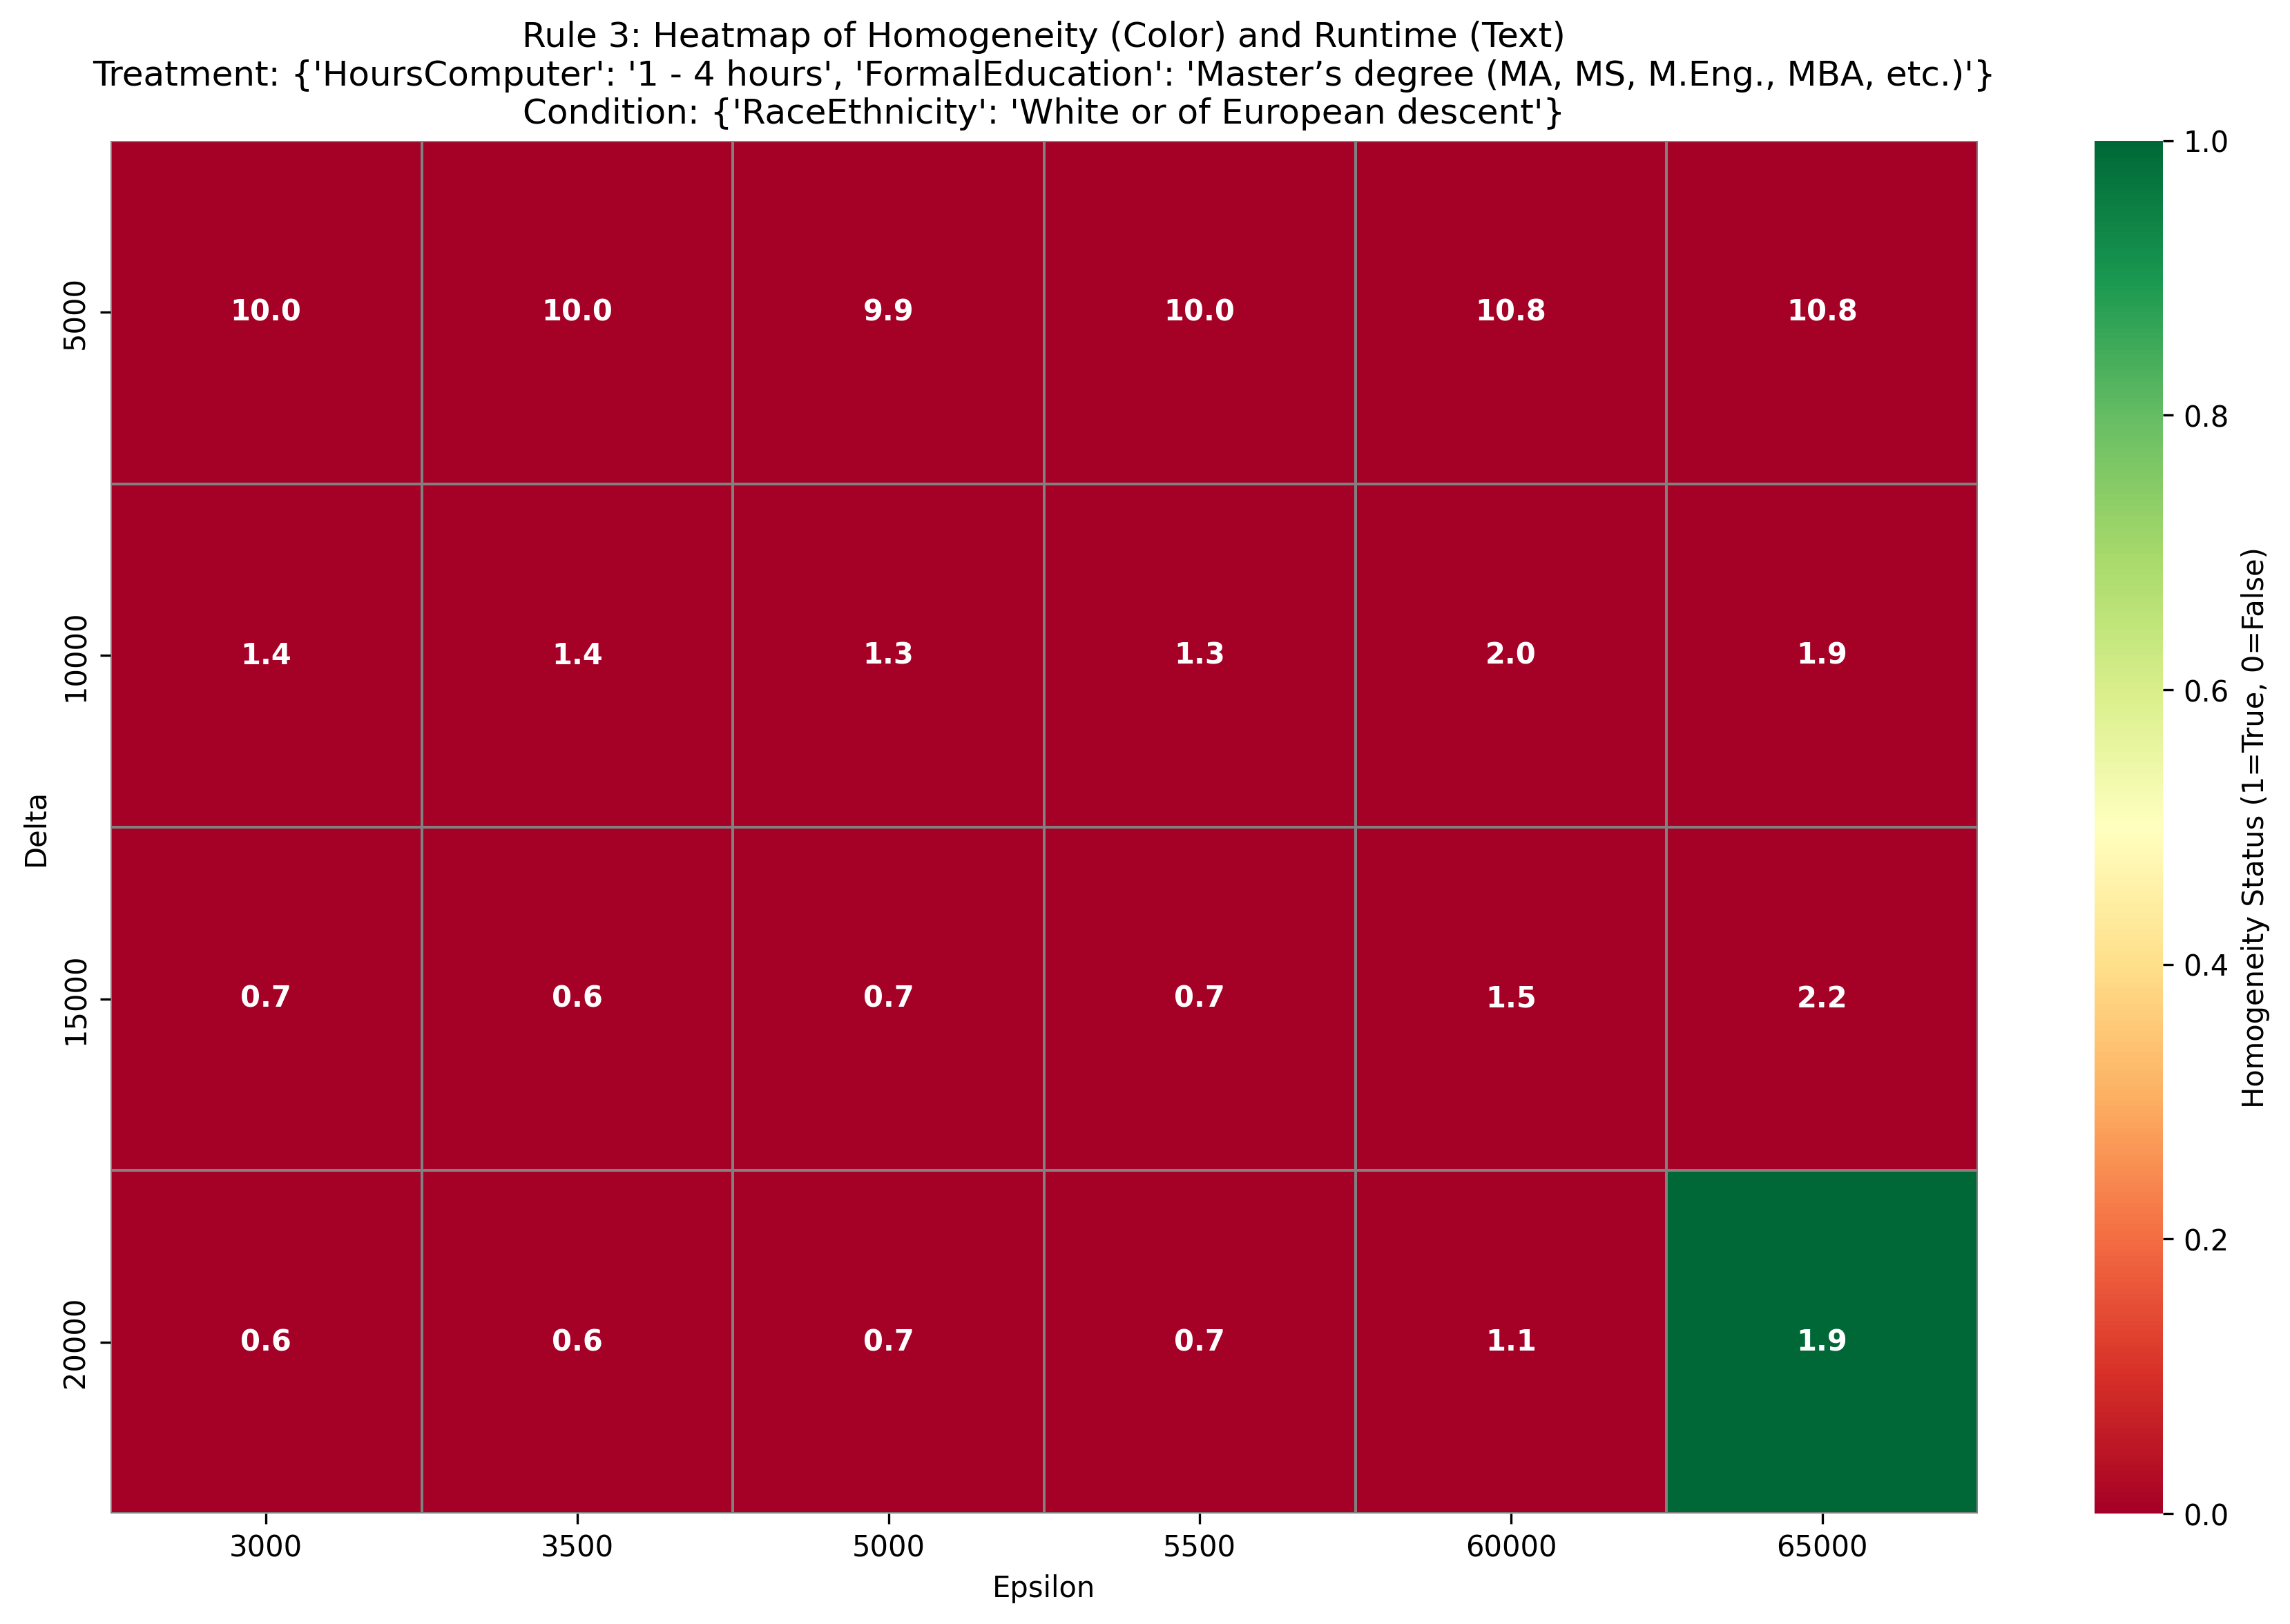 Rule 3: Heatmap of Homogeneity (Color) and Runtime (Text)
Treatment: {'HoursComputer': '1 - 4 hours', 'FormalEducation': 'Master’s degree (MA, MS, M.Eng., MBA, etc.)'}
Condition: {'RaceEthnicity': 'White or of European descent'}
Delta
5000
10.0 10.0 9.9 10.0 10.8 10.8
10000
1.4 1.4 1.3 1.3 2.0 1.9
15000
0.7 0.6 0.7 0.7 1.5 2.2
20000
0.6 0.6 0.7 0.7 1.1 1.9
3000 3500 5000 5500 60000 65000
Epsilon
1.0
0.8
0.6
0.4
0.2
0.0
Homogeneity Status (1=True, 0=False)